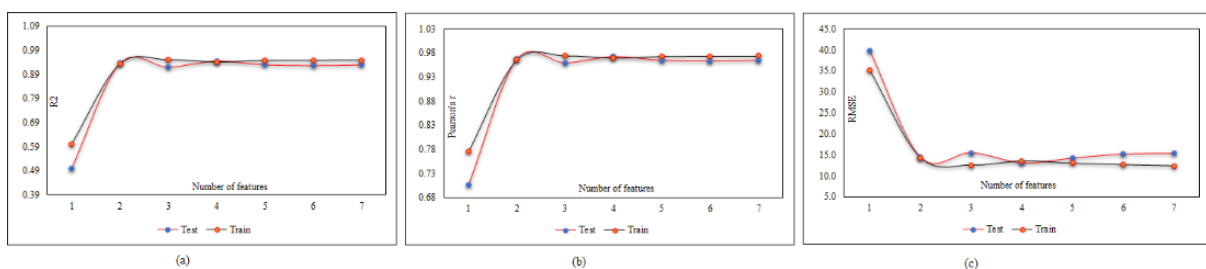 1.09
0.99
0.89
0.79
0.69
0.59
0.49
0.39
R2
Number of features
1 2 3 4 5 6 7
Test Train
(a)
1.03
0.98
0.93
0.88
0.83
0.78
0.73
0.68
Pearson's r
Number of features
1 2 3 4 5 6 7
Test Train
(b)
45.0
40.0
35.0
30.0
25.0
20.0
15.0
10.0
5.0
RMSE
Number of features
1 2 3 4 5 6 7
Test Train
(c)